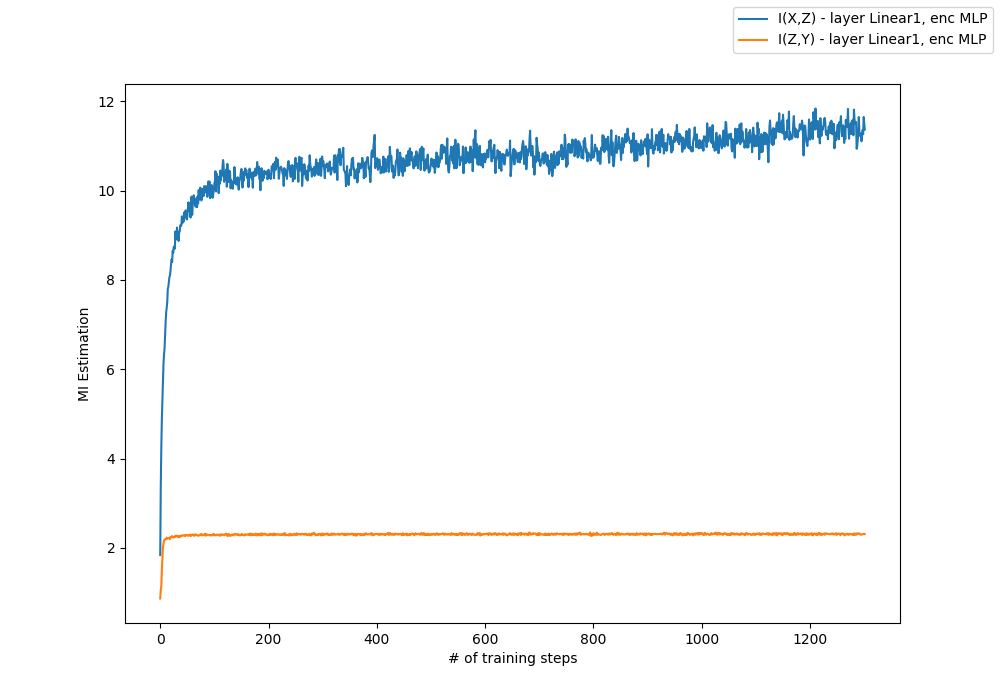 I(X,Z) - layer Linear1, enc MLP
I(Z,Y) - layer Linear1, enc MLP
12
10
8
6
4
2
MI Estimation
0 200 400 600 800 1000 1200
# of training steps